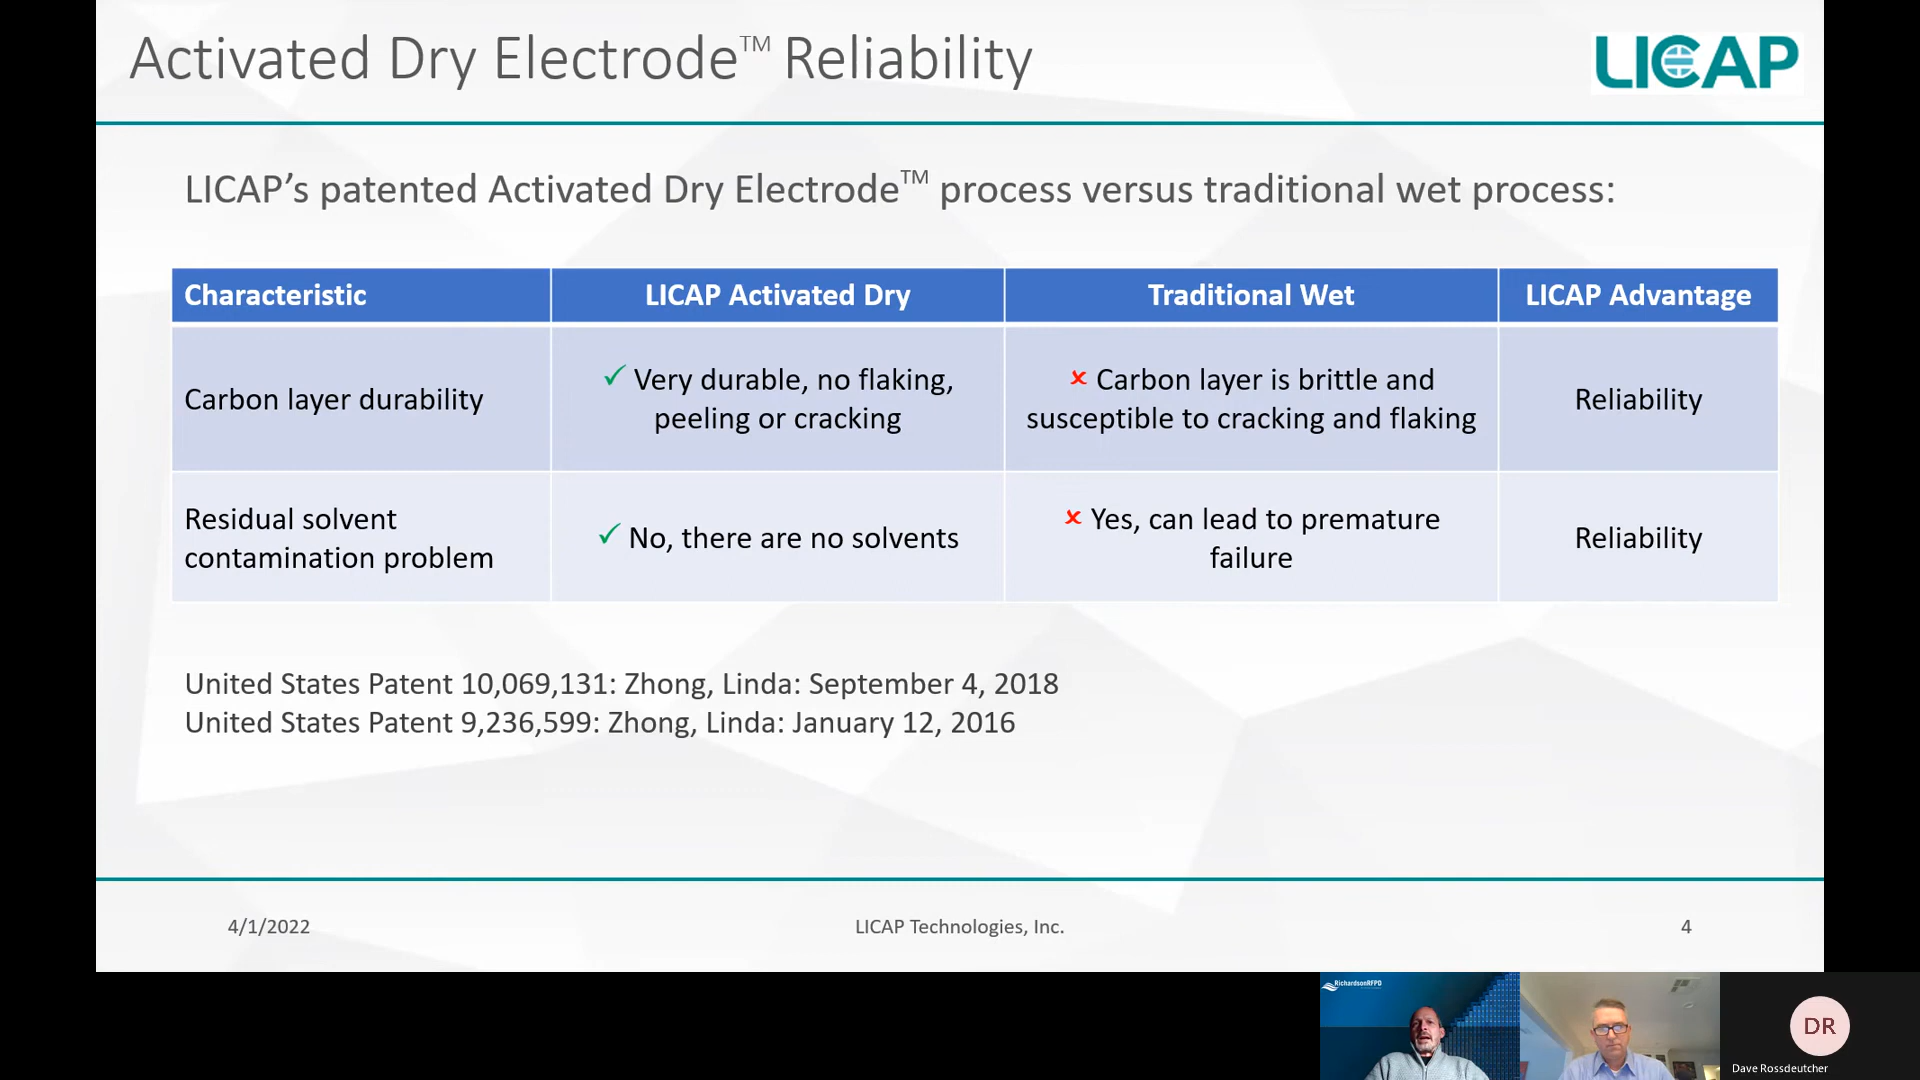 Activated Dry Electrode™ Reliability
LICAP
LICAP’s patented Activated Dry Electrode™ process versus traditional wet process:
Characteristic
LICAP Activated Dry
Traditional Wet
LICAP Advantage
Carbon layer durability
✓ Very durable, no flaking,
peeling or cracking
✗ Carbon layer is brittle and
susceptible to cracking and flaking
Reliability
Residual solvent
contamination problem
✓ No, there are no solvents
✗ Yes, can lead to premature
failure
Reliability
United States Patent 10,069,131: Zhong, Linda: September 4, 2018
United States Patent 9,236,599: Zhong, Linda: January 12, 2016
4/1/2022
LICAP Technologies, Inc.
4
RichardsonRFPD
DR
Dave Rossdeutcher